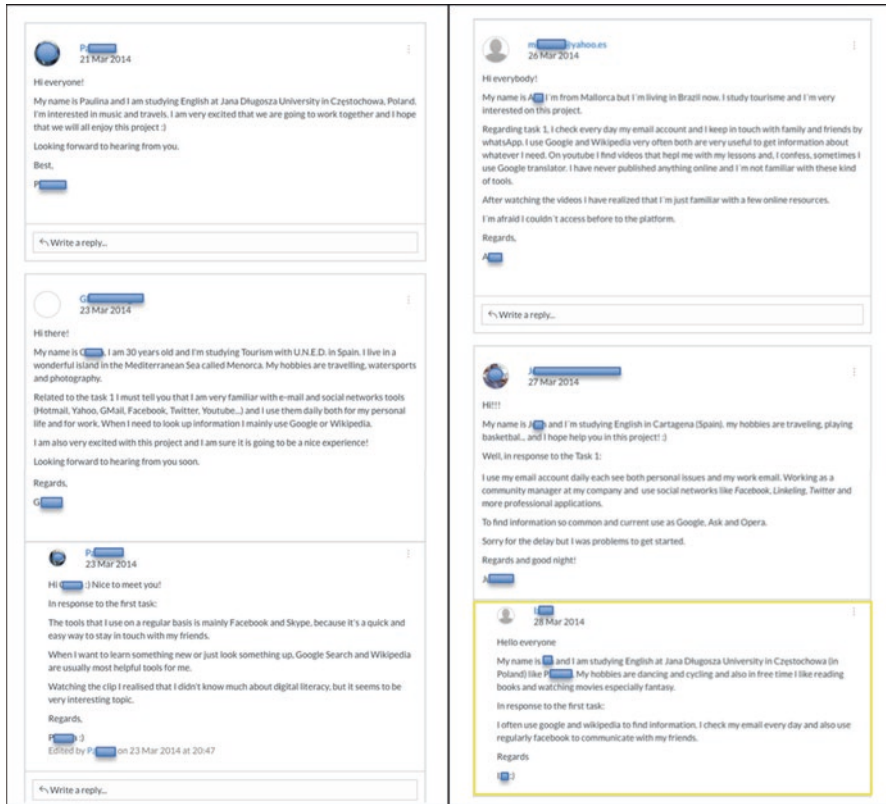 P
21 Mar 2014
Hi everyone!
My name is Paulina and I am studying English at Jana Długosza University in Częstochowa, Poland.
I'm interested in music and travels. I am very excited that we are going to work together and I hope
that we will all enjoy this project :)
Looking forward to hearing from you.
Best,
P
Write a reply...
G
23 Mar 2014
Hi there!
My name is G I am 30 years old and I'm studying Tourism with U.N.E.D. in Spain. I live in a
wonderful island in the Mediterranean Sea called Menorca. My hobbies are travelling, watersports
and photography.
Related to the task 1 I must tell you that I am very familiar with e-mail and social networks tools
(Hotmail, Yahoo, GMail, Facebook, Twitter, Youtube...) and I use them daily both for my personal
life and for work. When I need to look up information I mainly use Google or Wikipedia.
I am also very excited with this project and I am sure it is going to be a nice experience!
Looking forward to hearing from you soon.
Regards,
G
Pa
23 Mar 2014
Hi :) Nice to meet you!
In response to the first task:
The tools that I use on a regular basis is mainly Facebook and Skype, because it's a quick and
easy way to stay in touch with my friends.
When I want to learn something new or just look something up, Google Search and Wikipedia
are usually most helpful tools for me.
Watching the clip I realised that I didn't know much about digital literacy, but it seems to be
very interesting topic.
Regards,
P :)
Edited by Pa on 23 Mar 2014 at 20:47
Write a reply...
m @yahoo.es
26 Mar 2014
Hi everybody!
My name is A I´m from Mallorca but I´m living in Brazil now. I study tourisme and I´m very
interested on this project.
Regarding task 1, I check every day my email account and I keep in touch with family and friends by
whatsApp. I use Google and Wikipedia very often both are very useful to get information about
whatever I need. On youtube I find videos that hepl me with my lessons and, I confess, sometimes I
use Google translator. I have never published anything online and I´m not familiar with these kind
of tools.
After watching the videos I have realized that I´m just familiar with a few online resources.
I´m afraid I couldn´t access before to the platform.
Regards,
A
Write a reply...
J
27 Mar 2014
Hi!!!
My name is J and I´m studying English in Cartagena (Spain). my hobbies are traveling, playing
basketbal.., and I hope help you in this project! :)
Well, in response to the Task 1:
I use my email account daily each see both personal issues and my work email. Working as a
community manager at my company and use social networks like Facebook, Linkeling, Twitter and
more professional applications.
To find information so common and current use as Google, Ask and Opera.
Sorry for the delay but I was problems to get started.
Regards and good night!
J
I
28 Mar 2014
Hello everyone
My name is and I am studying English at Jana Długosza University in Częstochowa (in
Poland) like P. My hobbies are dancing and cycling and also in free time I like reading
books and watching movies especially fantasy.
In response to the first task:
I often use google and wikipedia to find information. I check my email every day and also use
regularly facebook to communicate with my friends.
Regards
I :)